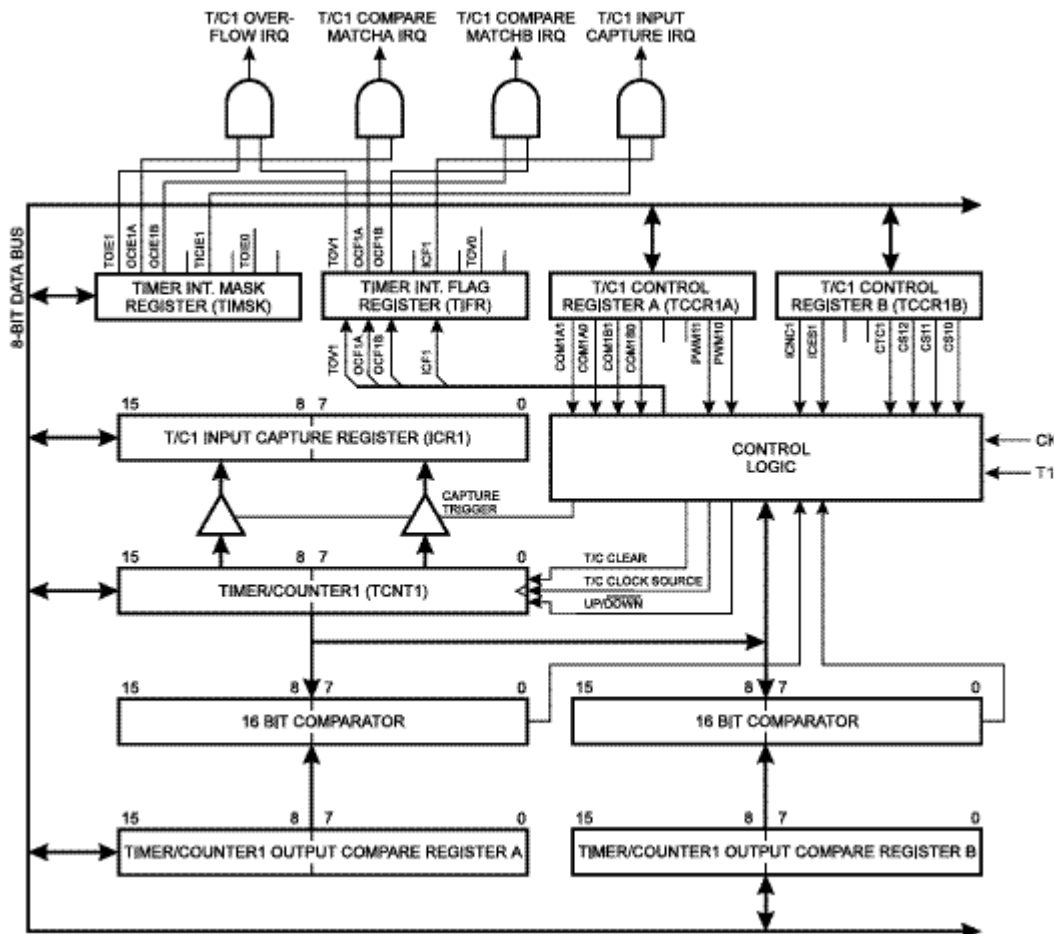 T/C1 OVER-
FLOW IRQ
T/C1 COMPARE
MATCHA IRQ
T/C1 COMPARE
MATCHB IRQ
T/C1 INPUT
CAPTURE IRQ
8-BIT DATA BUS
TOIE1
OCIE1A
OCIE1B
TICIE1
TOIE0
TOV1
OCF1A
OCF1B
ICF1
TOV0
TIMER INT. MASK
REGISTER (TIMSK)
TIMER INT. FLAG
REGISTER (TIFR)
T/C1 CONTROL
REGISTER A (TCCR1A)
T/C1 CONTROL
REGISTER B (TCCR1B)
TOV1
OCF1A
OCF1B
ICF1
COM1A1
COM1A0
COM1B1
COM1B0
PWM11
PWM10
ICNC1
ICES1
CTC1
CS12
CS11
CS10
15 8 7 0
T/C1 INPUT CAPTURE REGISTER (ICR1)
CONTROL
LOGIC
CK
T1
CAPTURE
TRIGGER
15 8 7 0
TIMER/COUNTER1 (TCNT1)
T/C CLEAR
T/C CLOCK SOURCE
UP/DOWN
15 8 7 0
16 BIT COMPARATOR
15 8 7 0
16 BIT COMPARATOR
15 8 7 0
TIMER/COUNTER1 OUTPUT COMPARE REGISTER A
15 8 7 0
TIMER/COUNTER1 OUTPUT COMPARE REGISTER B